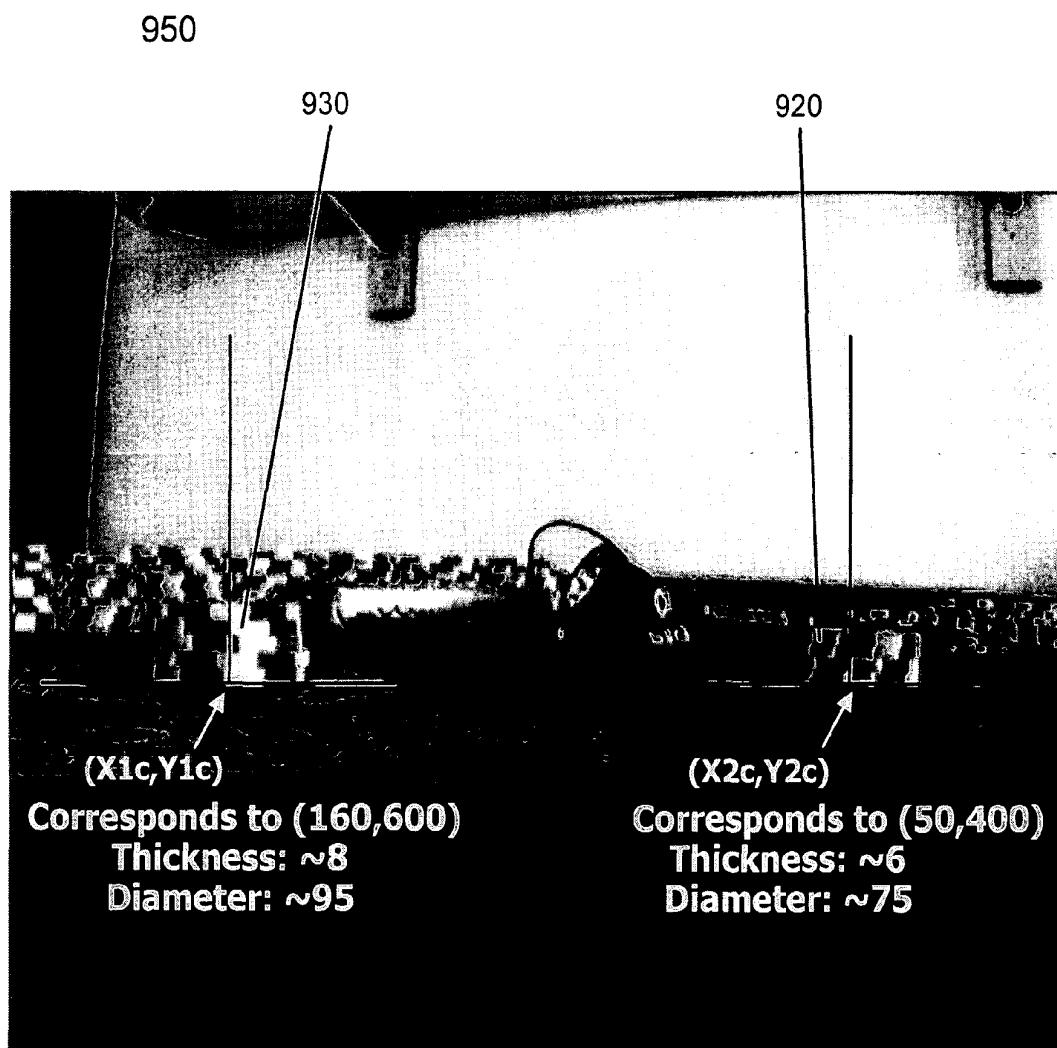 950
930
920
(X1c,Y1c)
Corresponds to (160,600)
Thickness: ~8
Diameter: ~95
(X2c,Y2c)
Corresponds to (50,400)
Thickness: ~6
Diameter: ~75